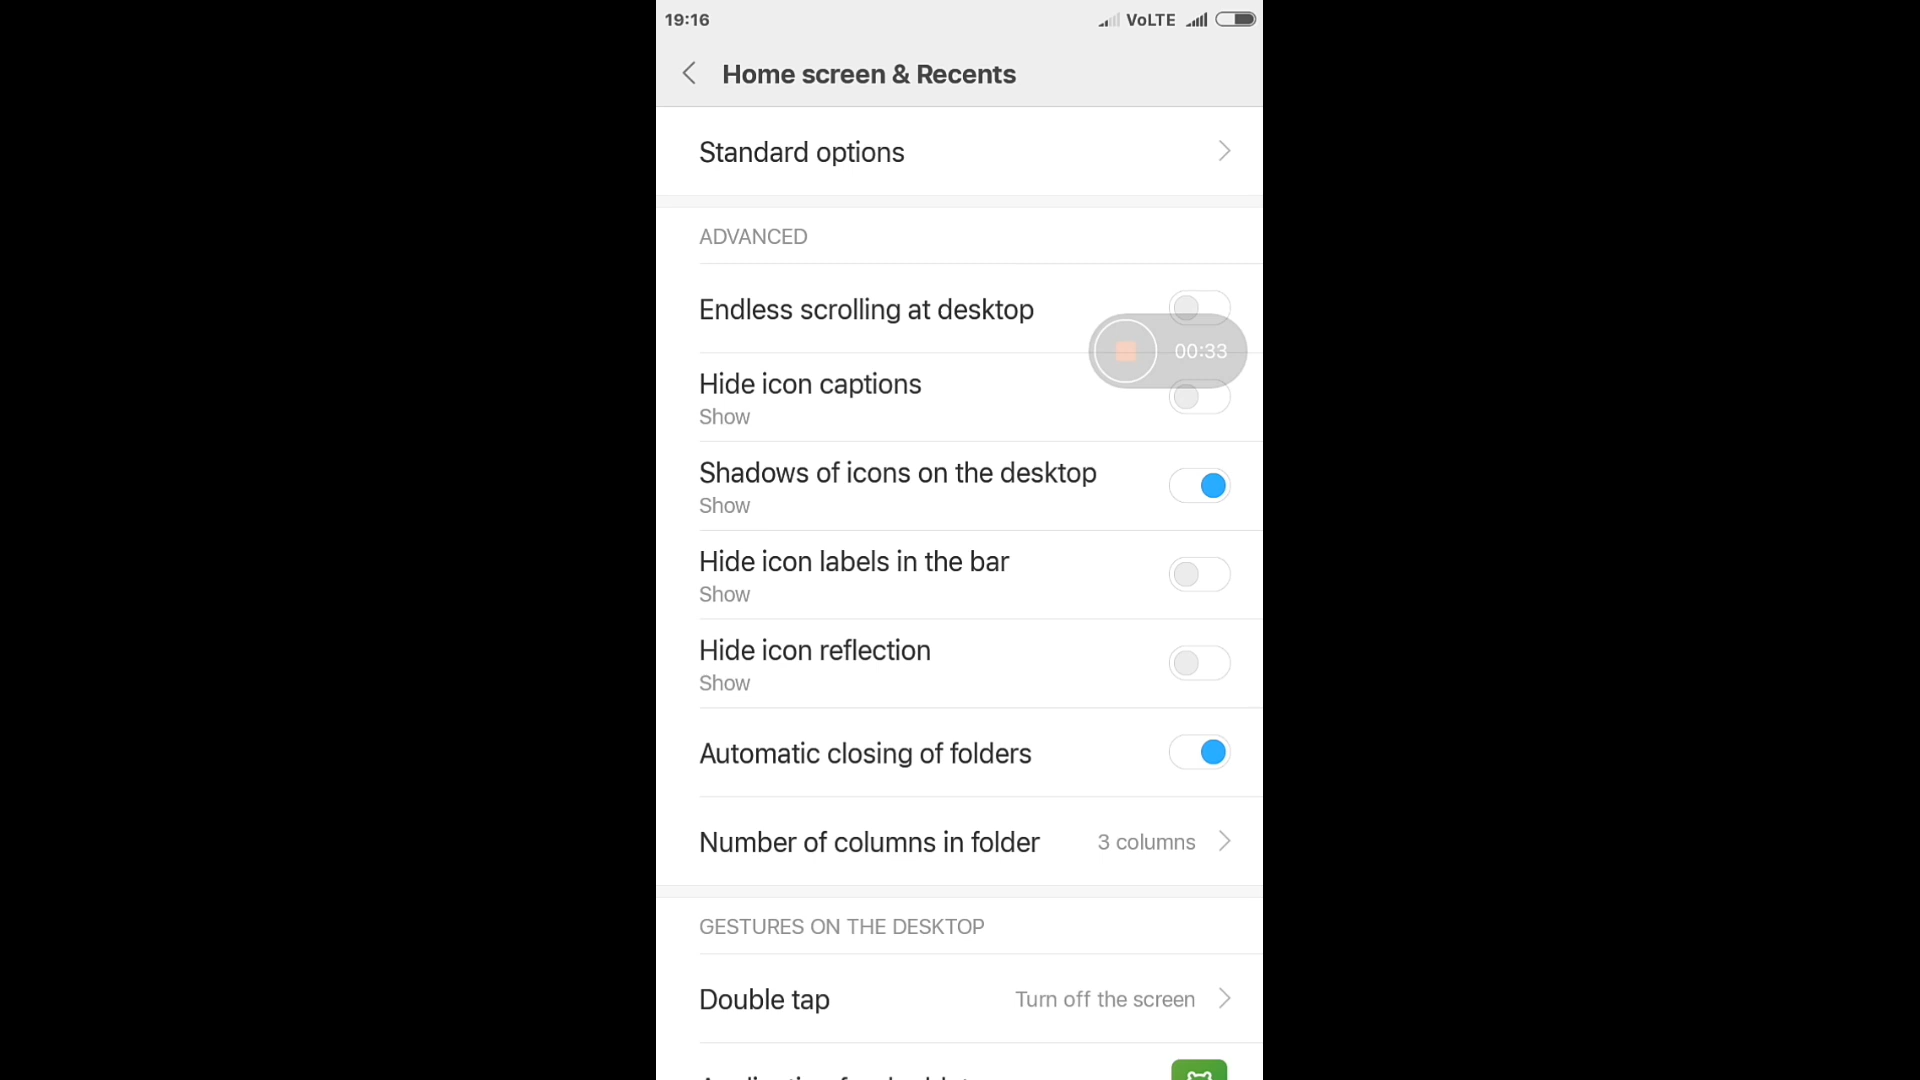 19:16
VoLTE
Home screen & Recents
Standard options
ADVANCED
Endless scrolling at desktop
00:33
Hide icon captions
Show
Shadows of icons on the desktop
Show
Hide icon labels in the bar
Show
Hide icon reflection
Show
Automatic closing of folders
Number of columns in folder 3 columns
GESTURES ON THE DESKTOP
Double tap Turn off the screen